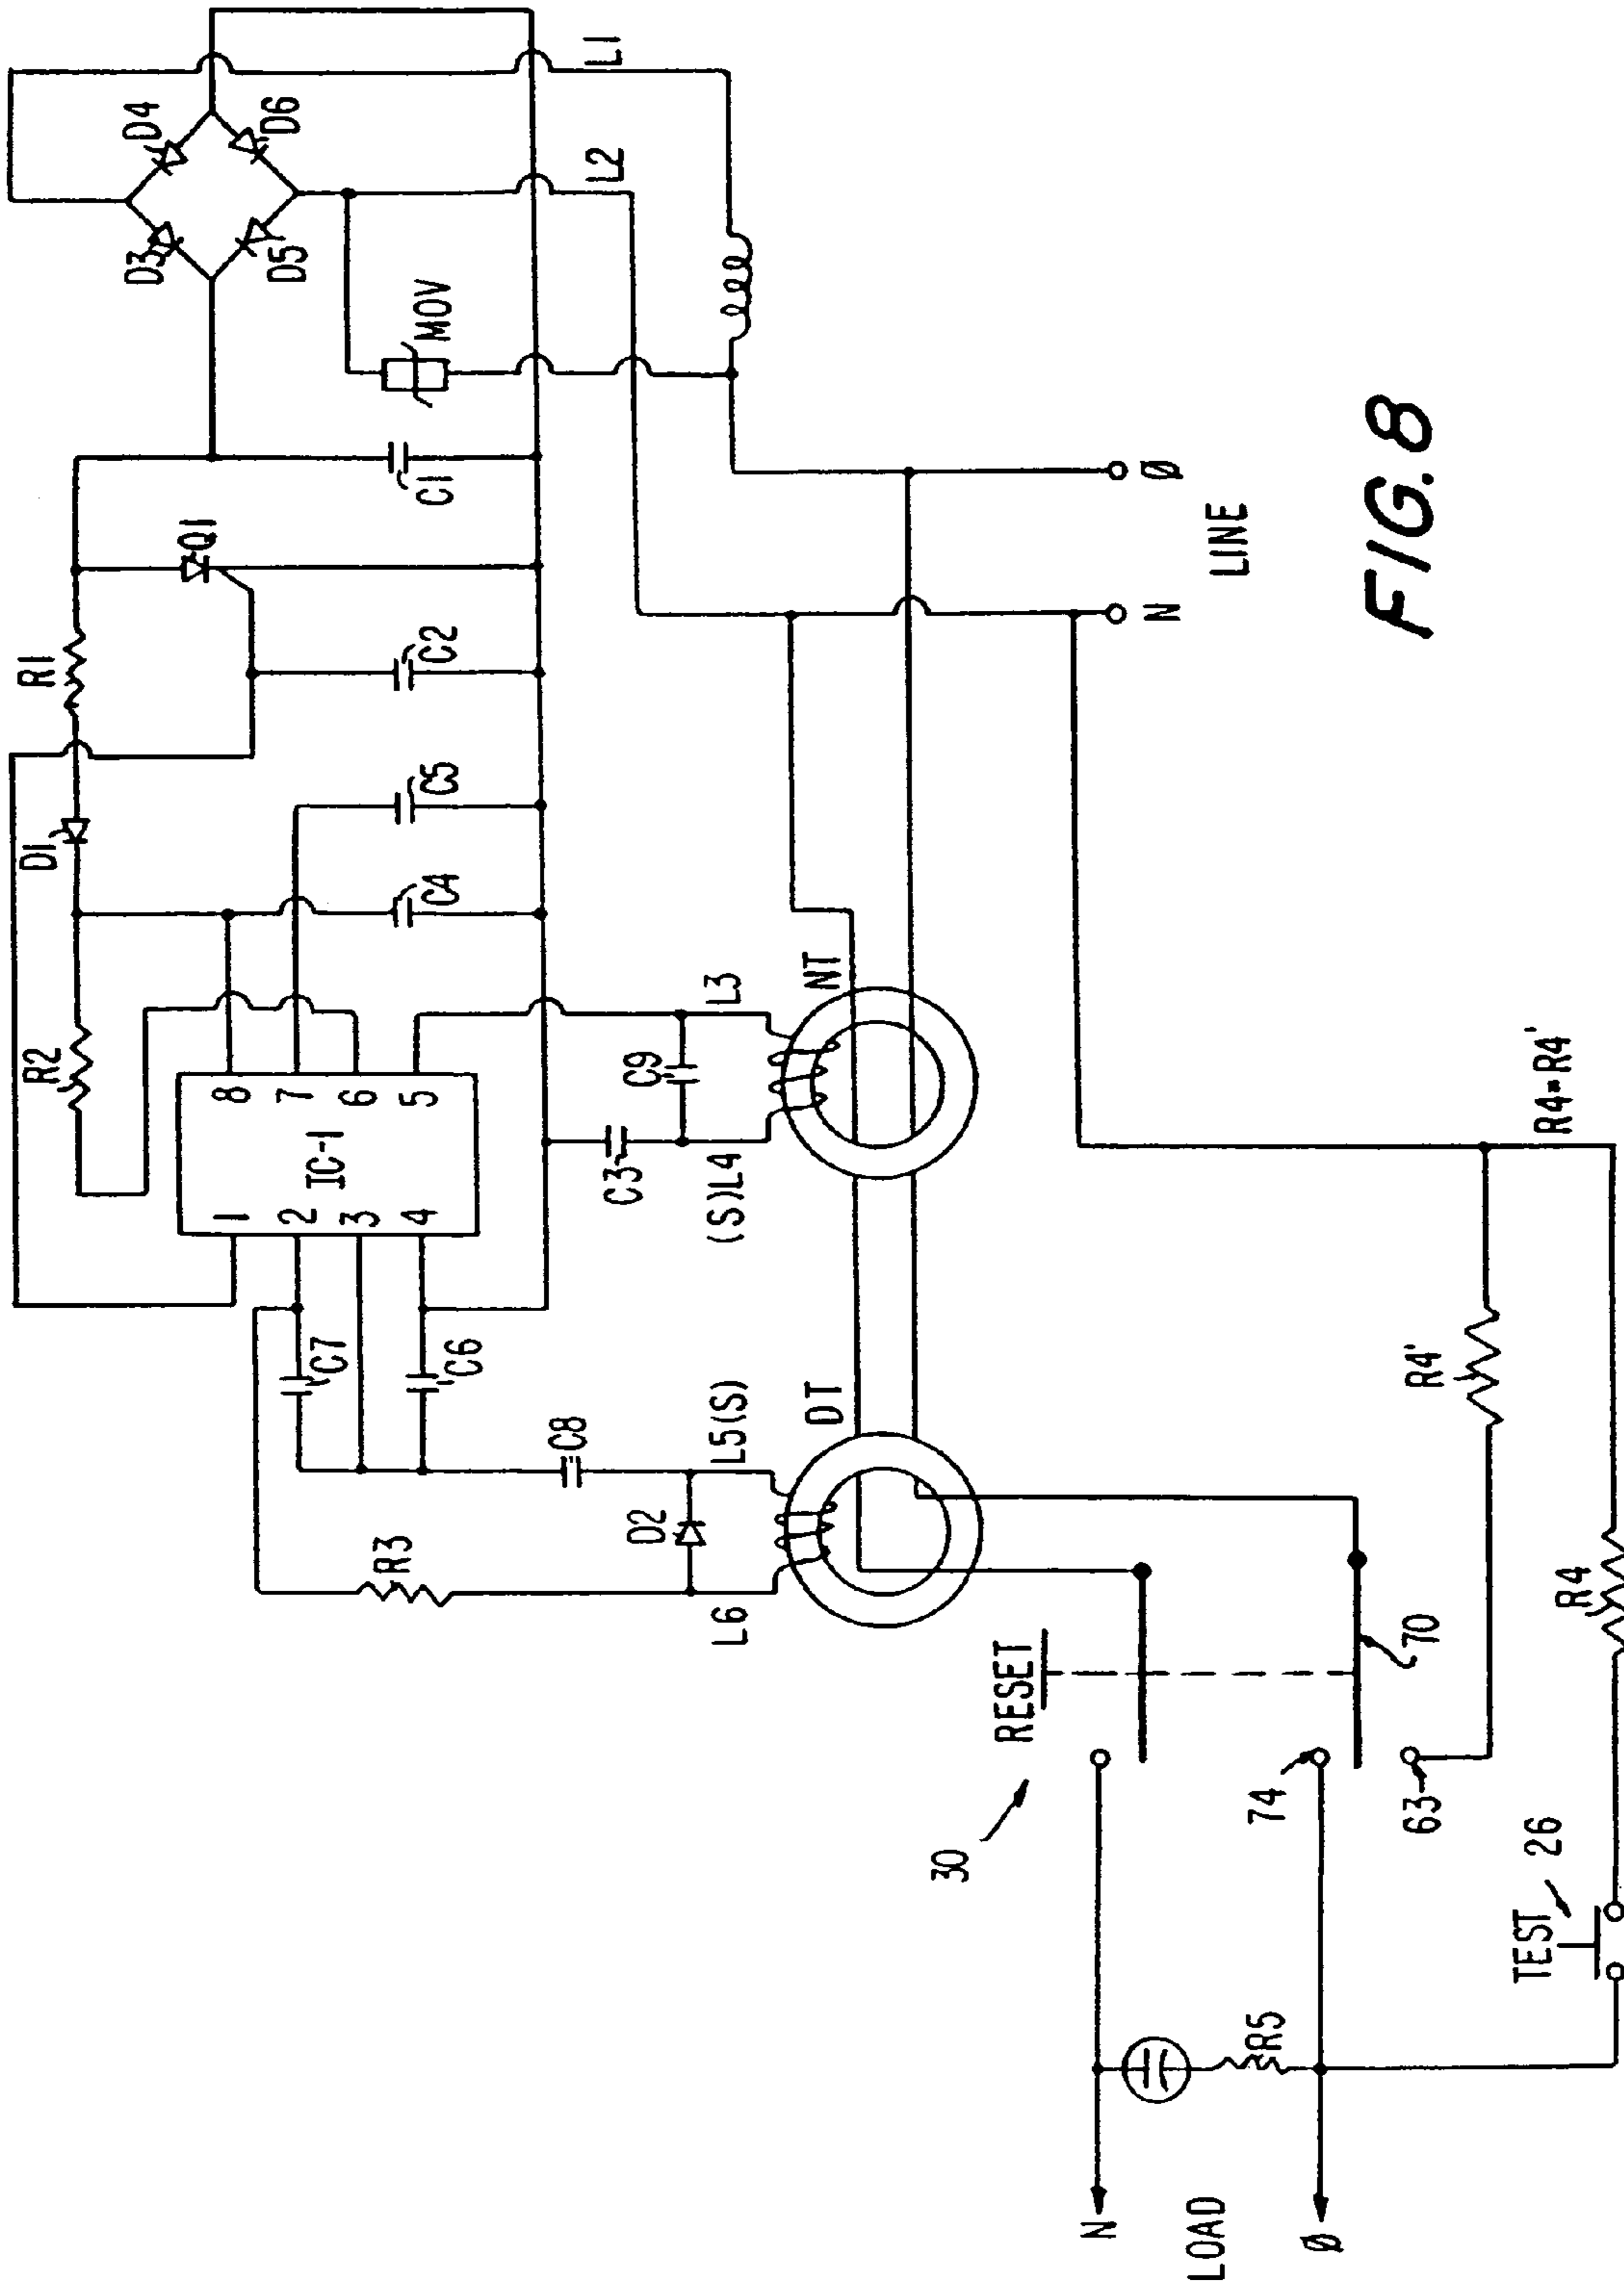 L1
D4
D6
D3
D5
L2
MOV
C1
Q1
R1
C2
D1
C5
C4
R2
8
7
6
5
IC-1
1
2
3
4
C7
C6
C8
R3
D2
L5(S)
L6
DT
C3
C9
L3
(S)L4
NT
Ø
LINE
N
RESET
30
74
63
70
R4'
R4=R4'
R4
TEST
26
R5
N
LOAD
Ø
FIG. 8